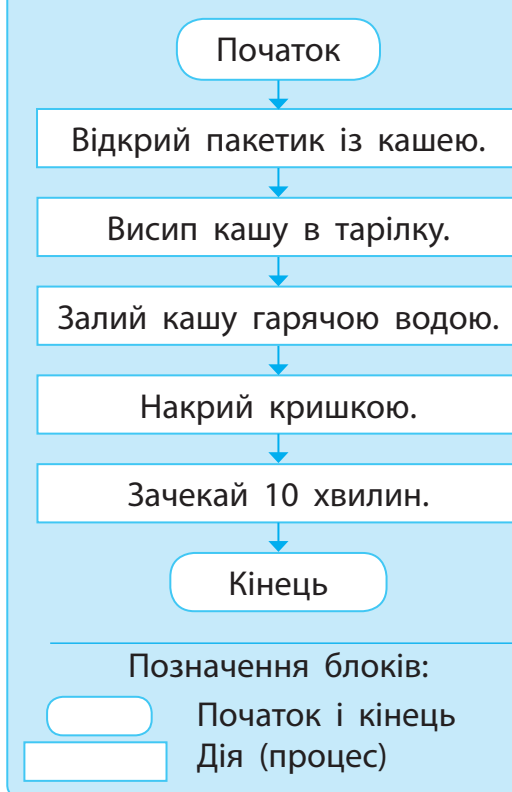 Початок
Відкрий пакетик із кашею.
Висип кашу в тарілку.
Залий кашу гарячою водою.
Накрий кришкою.
Зачекай 10 хвилин.
Кінець
Позначення блоків:
Початок і кінець
Дія (процес)